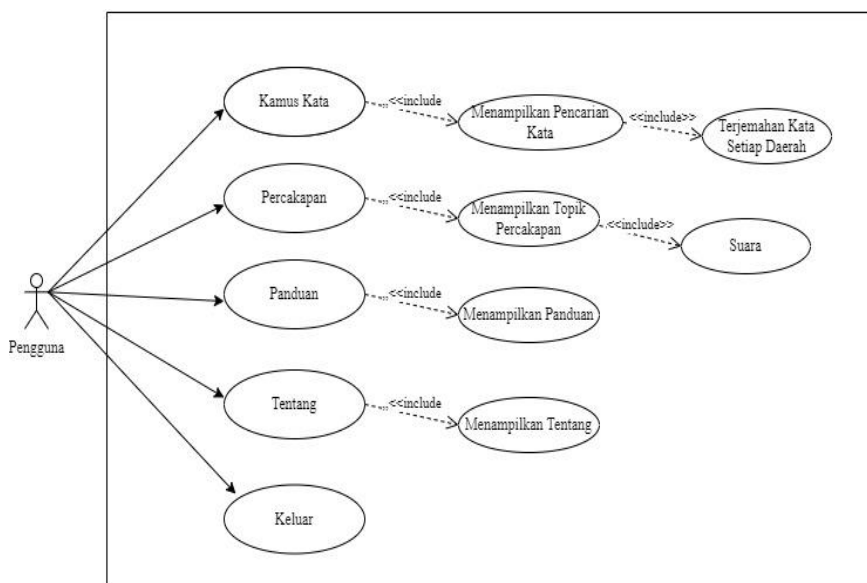 Kamus Kata
,,<<include
Menampilkan Pencarian
Kata
<<include>>
Terjemahan Kata
Setiap Daerah
Percakapan
,,<<include
Menampilkan Topik
Percakapan
<<include>>
Suara
Panduan
,,<<include
Menampilkan Panduan
Pengguna
Tentang
,,<<include
Menampilkan Tentang
Keluar